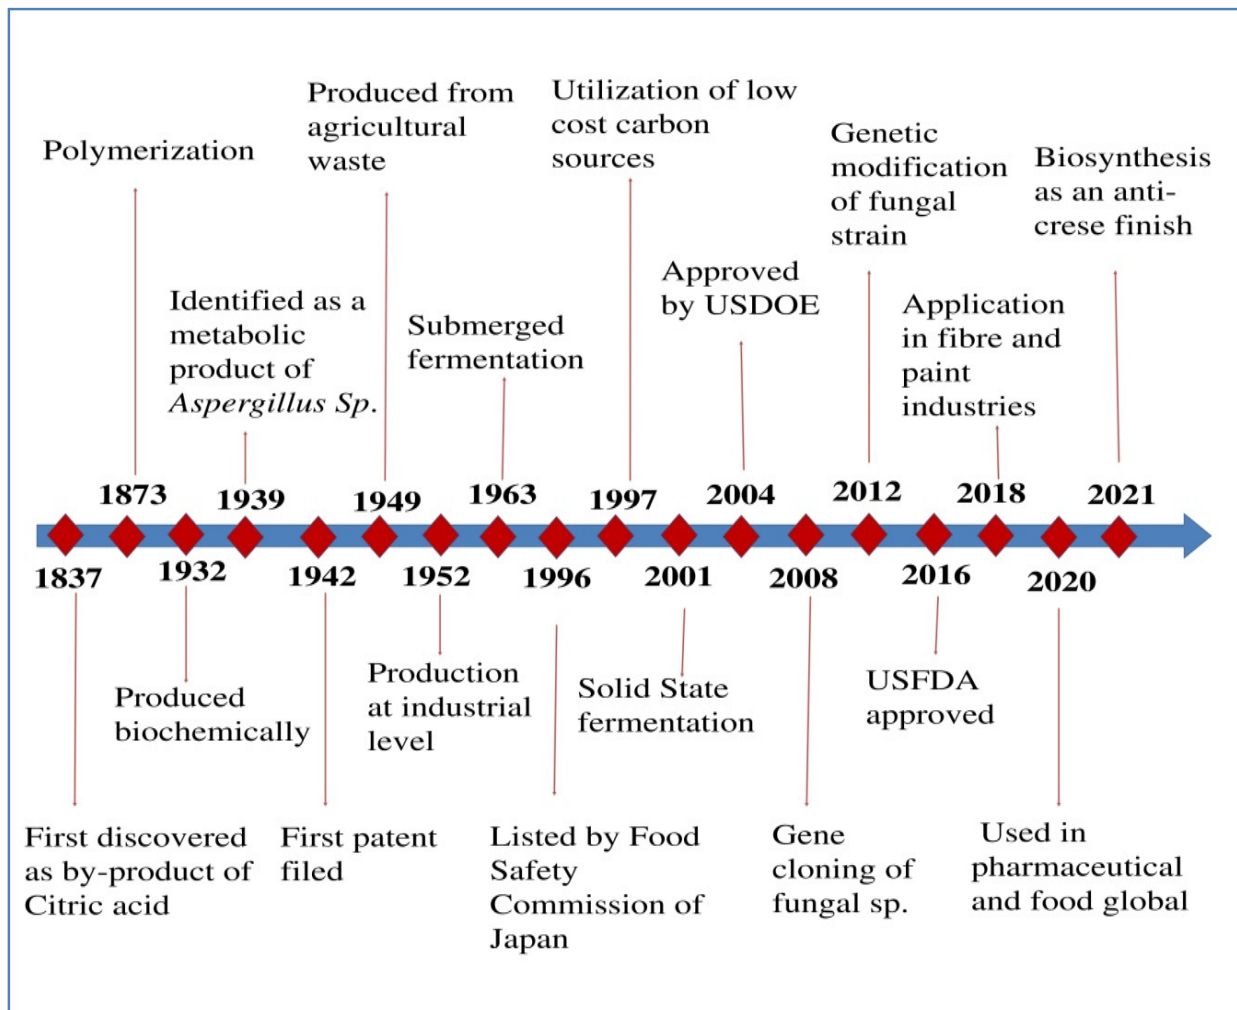 Polymerization
Produced from
agricultural
waste
Utilization of low
cost carbon
sources
Genetic
modification
of fungal
strain
Biosynthesis
as an anti-
crese finish
Identified as a
metabolic
product of
Aspergillus Sp.
Submerged
fermentation
Approved
by USDOE
Application
in fibre and
paint
industries
1873
1939
1949
1963
1997
2004
2012
2018
2021
1837
1932
1942
1952
1996
2001
2008
2016
2020
Produced
biochemically
Production
at industrial
level
Solid State
fermentation
USFDA
approved
First discovered
as by-product of
Citric acid
First patent
filed
Listed by Food
Safety
Commission of
Japan
Gene
cloning of
fungal sp.
Used in
pharmaceutical
and food global